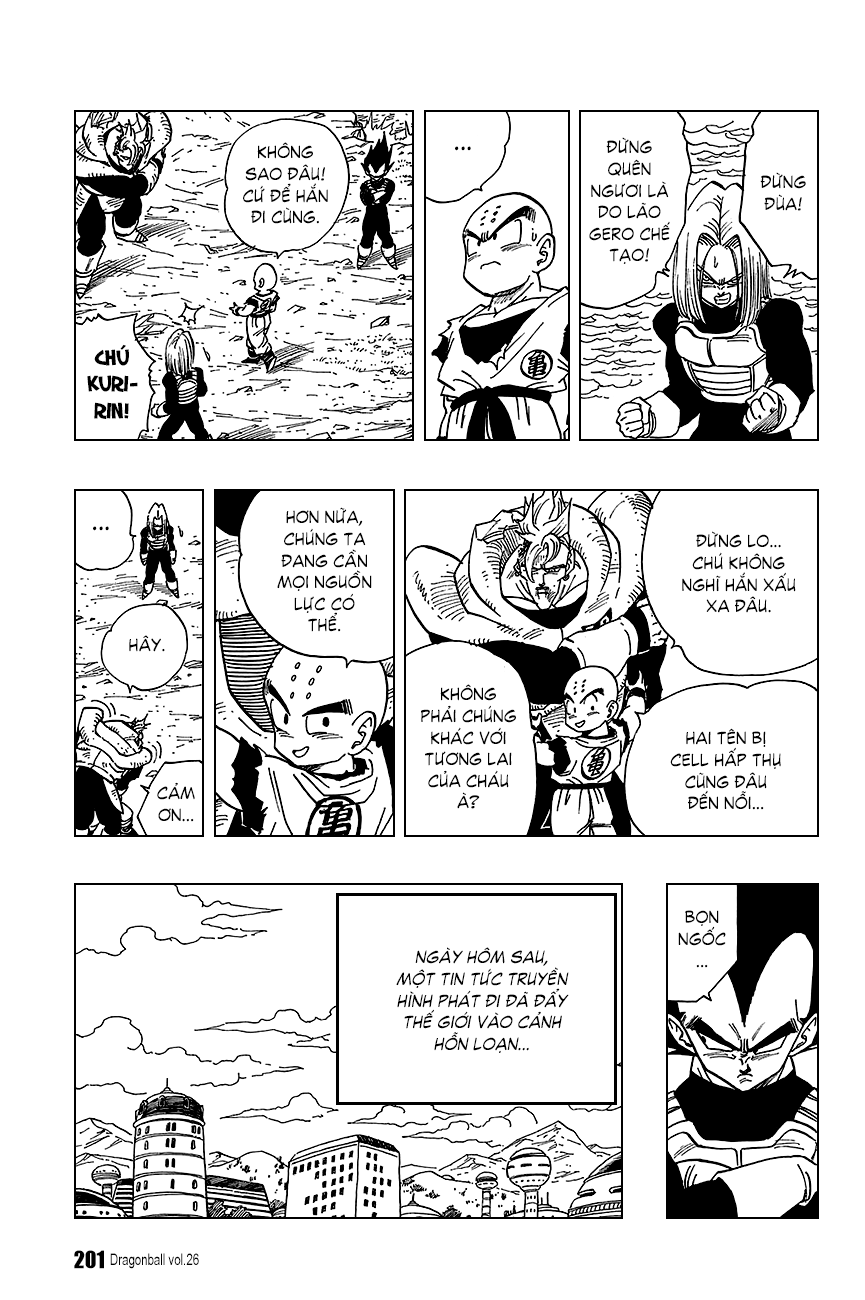 ĐỪNG
ĐÙA!
ĐỪNG
QUÊN
NGƯƠI LÀ
DO LÃO
GERO CHẾ
TẠO!
...
KHÔNG
SAO ĐÂU!
CỨ ĐỂ HẮN
ĐI CÙNG.
CHÚ
KURI-
RIN!
ĐỪNG LO...
CHÚ KHÔNG
NGHĨ HẮN XẤU
XA ĐÂU.
HAI TÊN BỊ
CELL HẤP THỤ
CŨNG ĐÂU
ĐẾN NỖI...
KHÔNG
PHẢI CHÚNG
KHÁC VỚI
TƯƠNG LAI
CỦA CHÁU
À?
HƠN NỮA,
CHÚNG TA
ĐANG CẦN
MỌI NGUỒN
LỰC CÓ
THỂ.
...
HÂY.
CẢM
ƠN...
BỌN
NGỐC
...
NGÀY HÔM SAU,
MỘT TIN TỨC TRUYỀN
HÌNH PHÁT ĐI ĐÃ ĐẨY
THẾ GIỚI VÀO CẢNH
HỖN LOẠN...
201 Dragonball vol.26